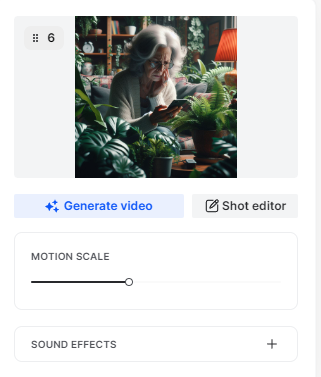 6
Generate video
Shot editor
MOTION SCALE
SOUND EFFECTS